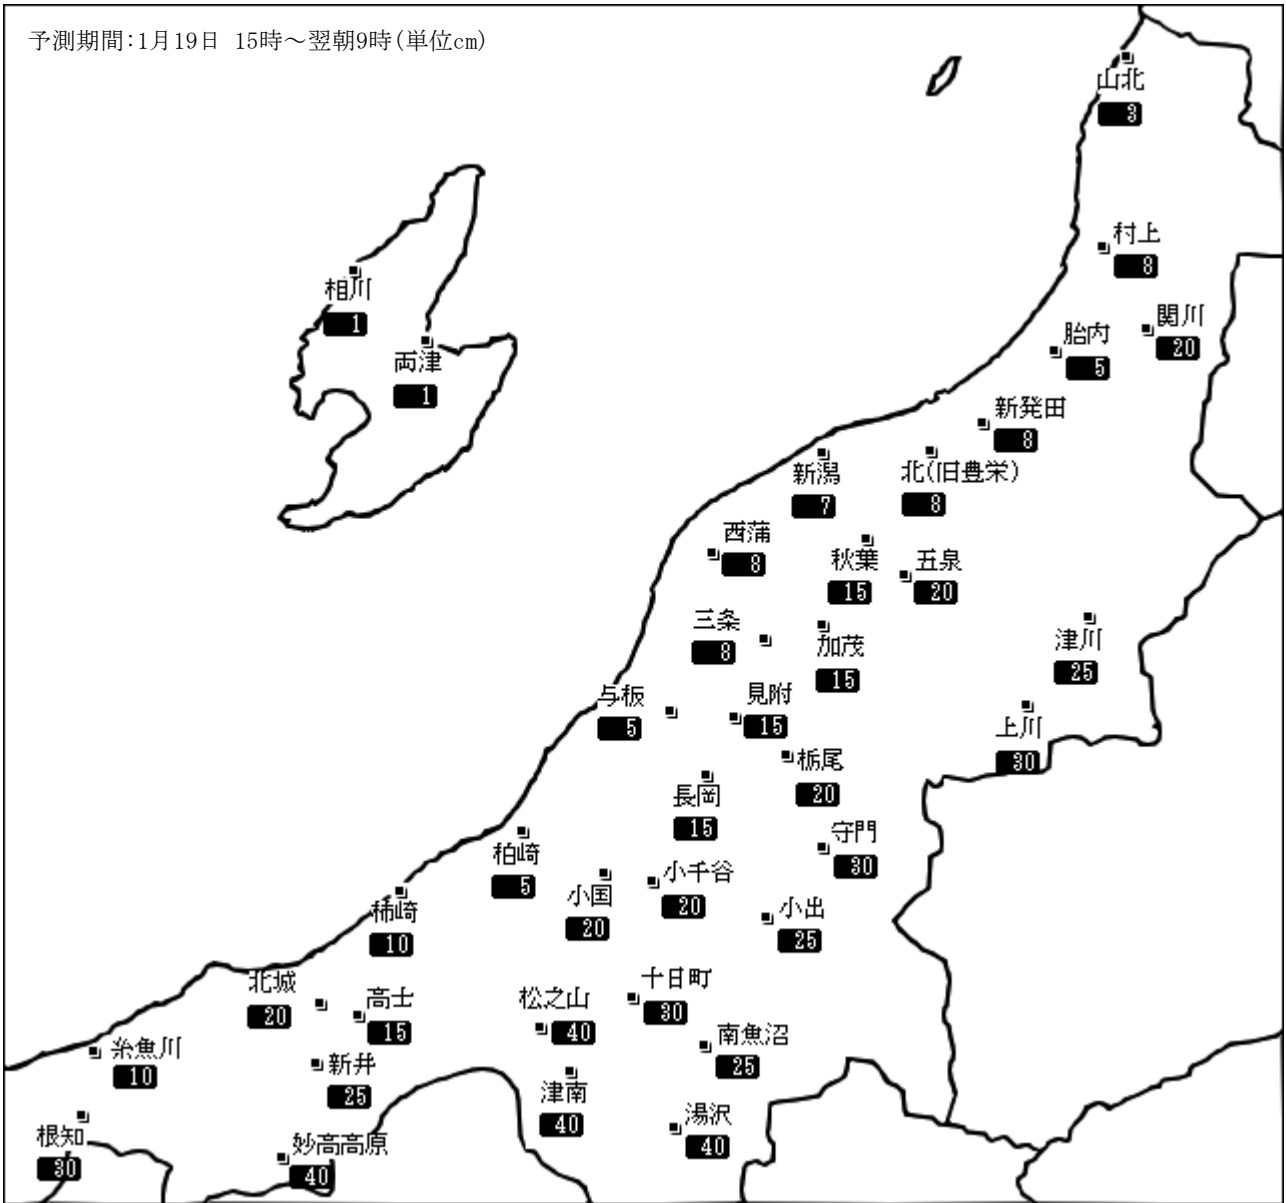 予測期間:1月19日 15時～翌朝9時(単位cm)
山北
3
村上
8
相川
1
関川
20
胎内
5
両津
1
新発田
8
新潟
7
北(旧豊栄)
8
西蒲
8
秋葉
15
五泉
20
三条
8
加茂
15
津川
25
与板
5
見附
15
上川
30
栃尾
20
長岡
15
守門
30
柏崎
5
小国
20
小千谷
20
小出
25
柿崎
10
北城
20
高士
15
松之山
40
十日町
30
南魚沼
25
糸魚川
10
新井
25
津南
40
湯沢
40
根知
30
妙高高原
40